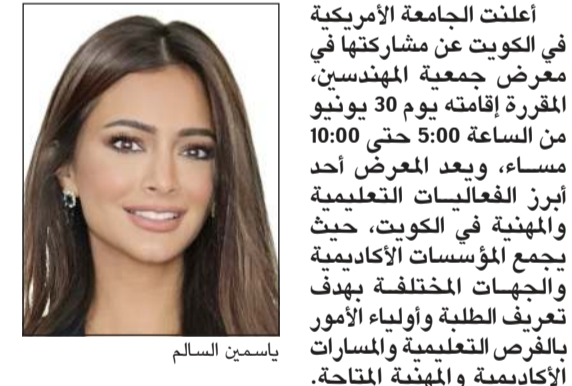 أعلنت الجامعة الأمريكية
في الكويت عن مشاركتها في
معرض جمعية المهندسين،
المقررة إقامته يوم 30 يونيو
من الساعة 5:00 حتى 10:00
مساء، ويعد المعرض أحد
أبرز الفعاليات التعليمية
والمهنية في الكويت، حيث
يجمع المؤسسات الأكاديمية
والجهات المختلفة بهدف
تعريف الطلبة وأولياء الأمور
بالفرص التعليمية والمسارات
الأكاديمية والمهنية المتاحة.
ياسمين السالم